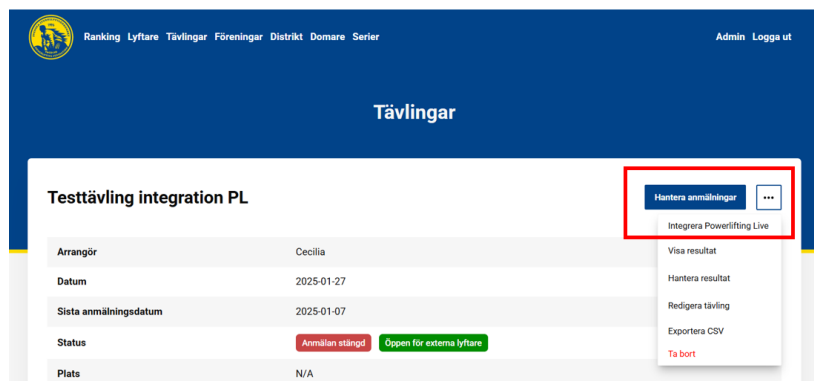 Ranking Lyftare Tävlingar Föreningar Distrikt Domare Serier Admin Logga ut
Tävlingar
Testtävling integration PL
Hantera anmälningar ...
Integrera Powerlifting Live
Visa resultat
Hantera resultat
Redigera tävling
Exportera CSV
Ta bort
Arrangör Cecilia
Datum 2025-01-27
Sista anmälningsdatum 2025-01-07
Status Anmälan stängd Öppen för externa lyftare
Plats N/A